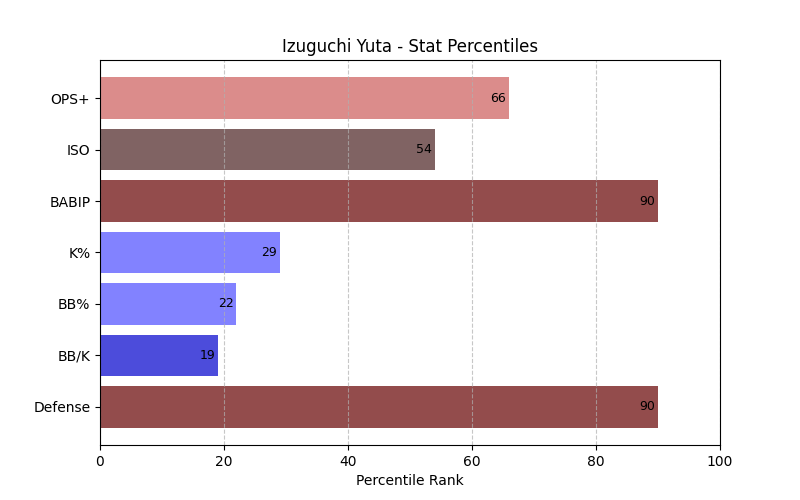 Izuguchi Yuta - Stat Percentiles
OPS+ 66
ISO 54
BABIP 90
K% 29
BB% 22
BB/K 19
Defense 90
0 20 40 60 80 100
Percentile Rank